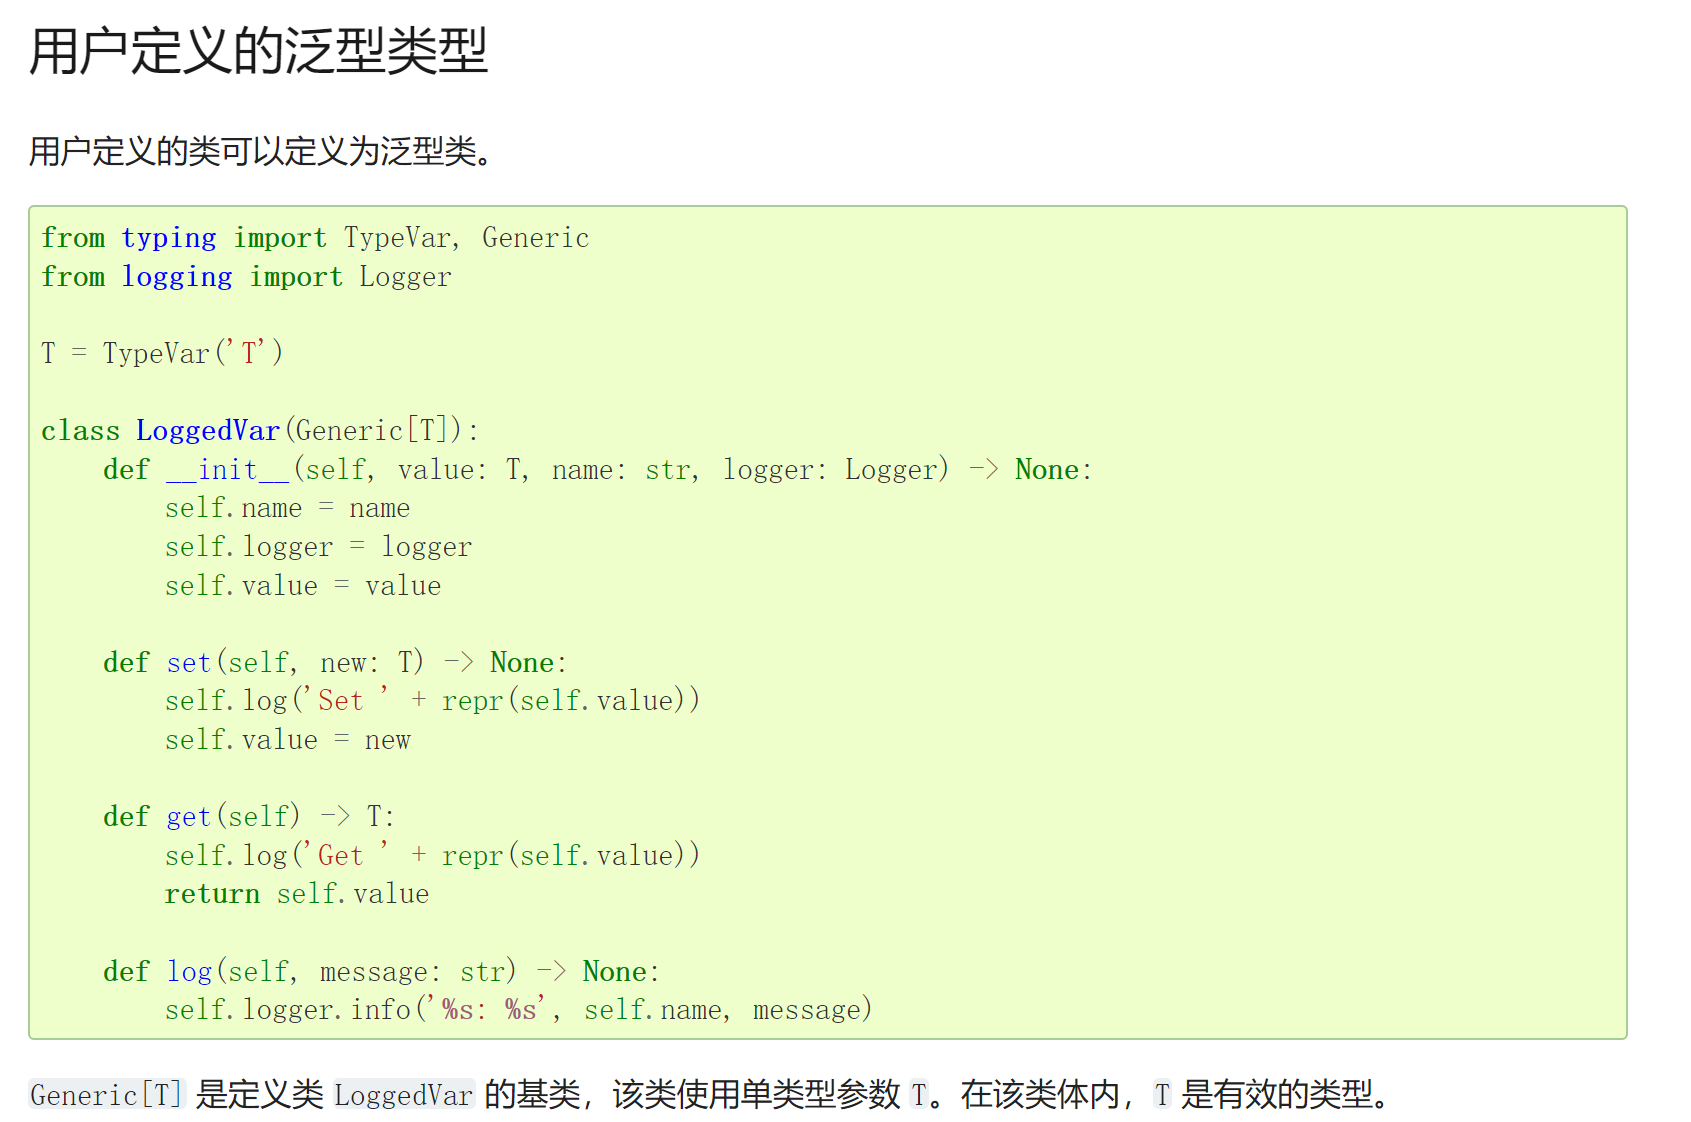 用户定义的泛型类型
用户定义的类可以定义为泛型类。
from typing import TypeVar, Generic
from logging import Logger
T = TypeVar('T')
class LoggedVar(Generic[T]):
    def __init__(self, value: T, name: str, logger: Logger) -> None:
        self.name = name
        self.logger = logger
        self.value = value
    def set(self, new: T) -> None:
        self.log('Set ' + repr(self.value))
        self.value = new
    def get(self) -> T:
        self.log('Get ' + repr(self.value))
        return self.value
    def log(self, message: str) -> None:
        self.logger.info('%s: %s', self.name, message)
Generic[T] 是定义类 LoggedVar 的基类，该类使用单类型参数 T。在该类体内，T 是有效的类型。